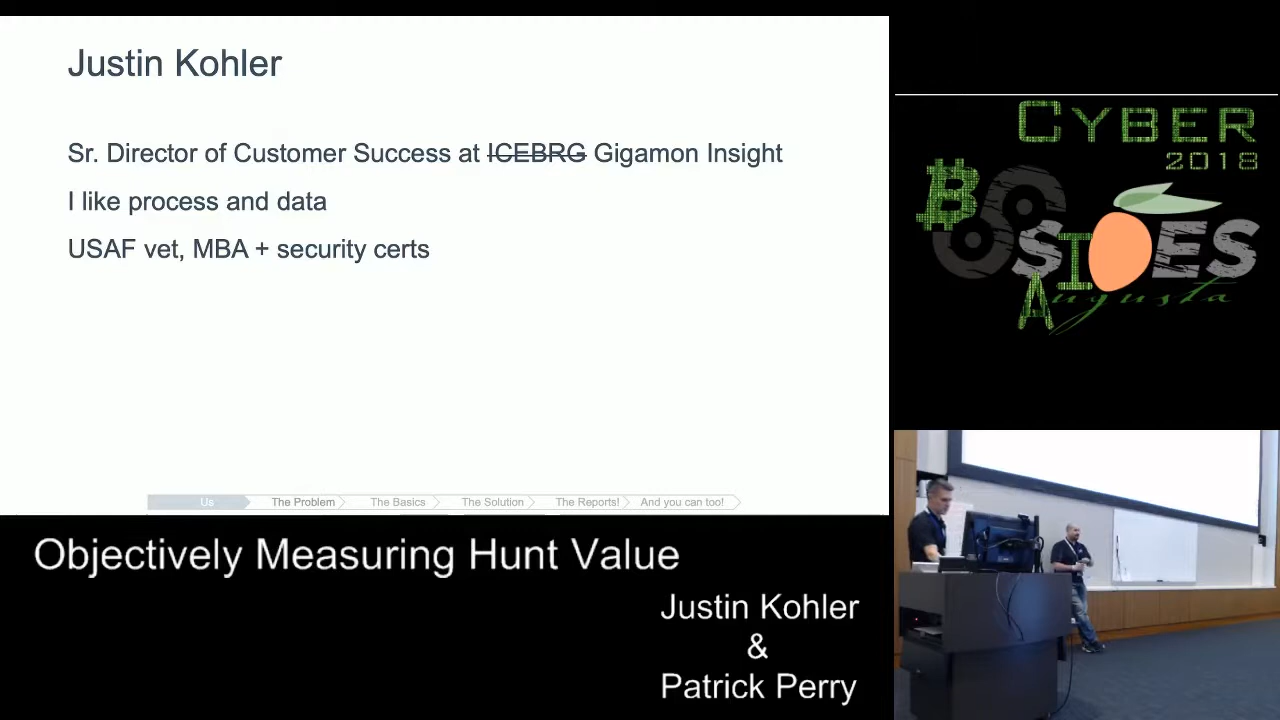 Justin Kohler
Sr. Director of Customer Success at ICEBRG Gigamon Insight
I like process and data
USAF vet, MBA + security certs
Us
The Problem
The Basics
The Solution
The Reports!
And you can too!
Objectively Measuring Hunt Value
Justin Kohler
&
Patrick Perry
CYBER
2018
BSIDES
Augusta